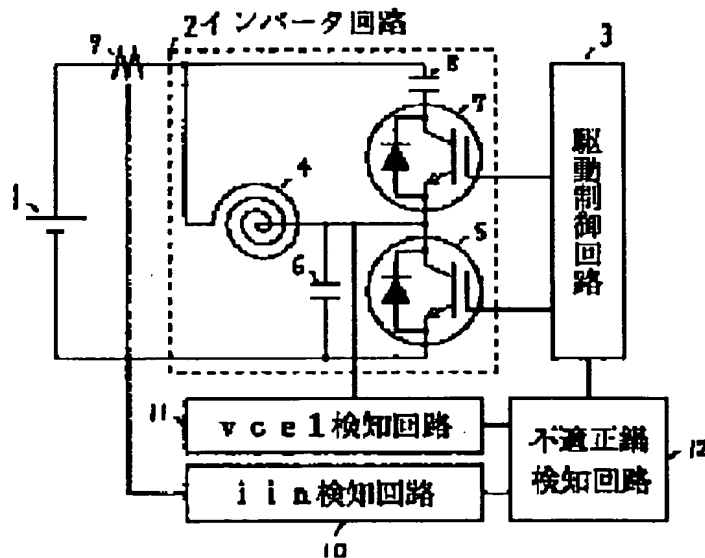 2インバータ回路
9
8
3
7
駆動制御回路
4
1
5
6
11
vce1検知回路
不適正鍋
検知回路
12
iin検知回路
10